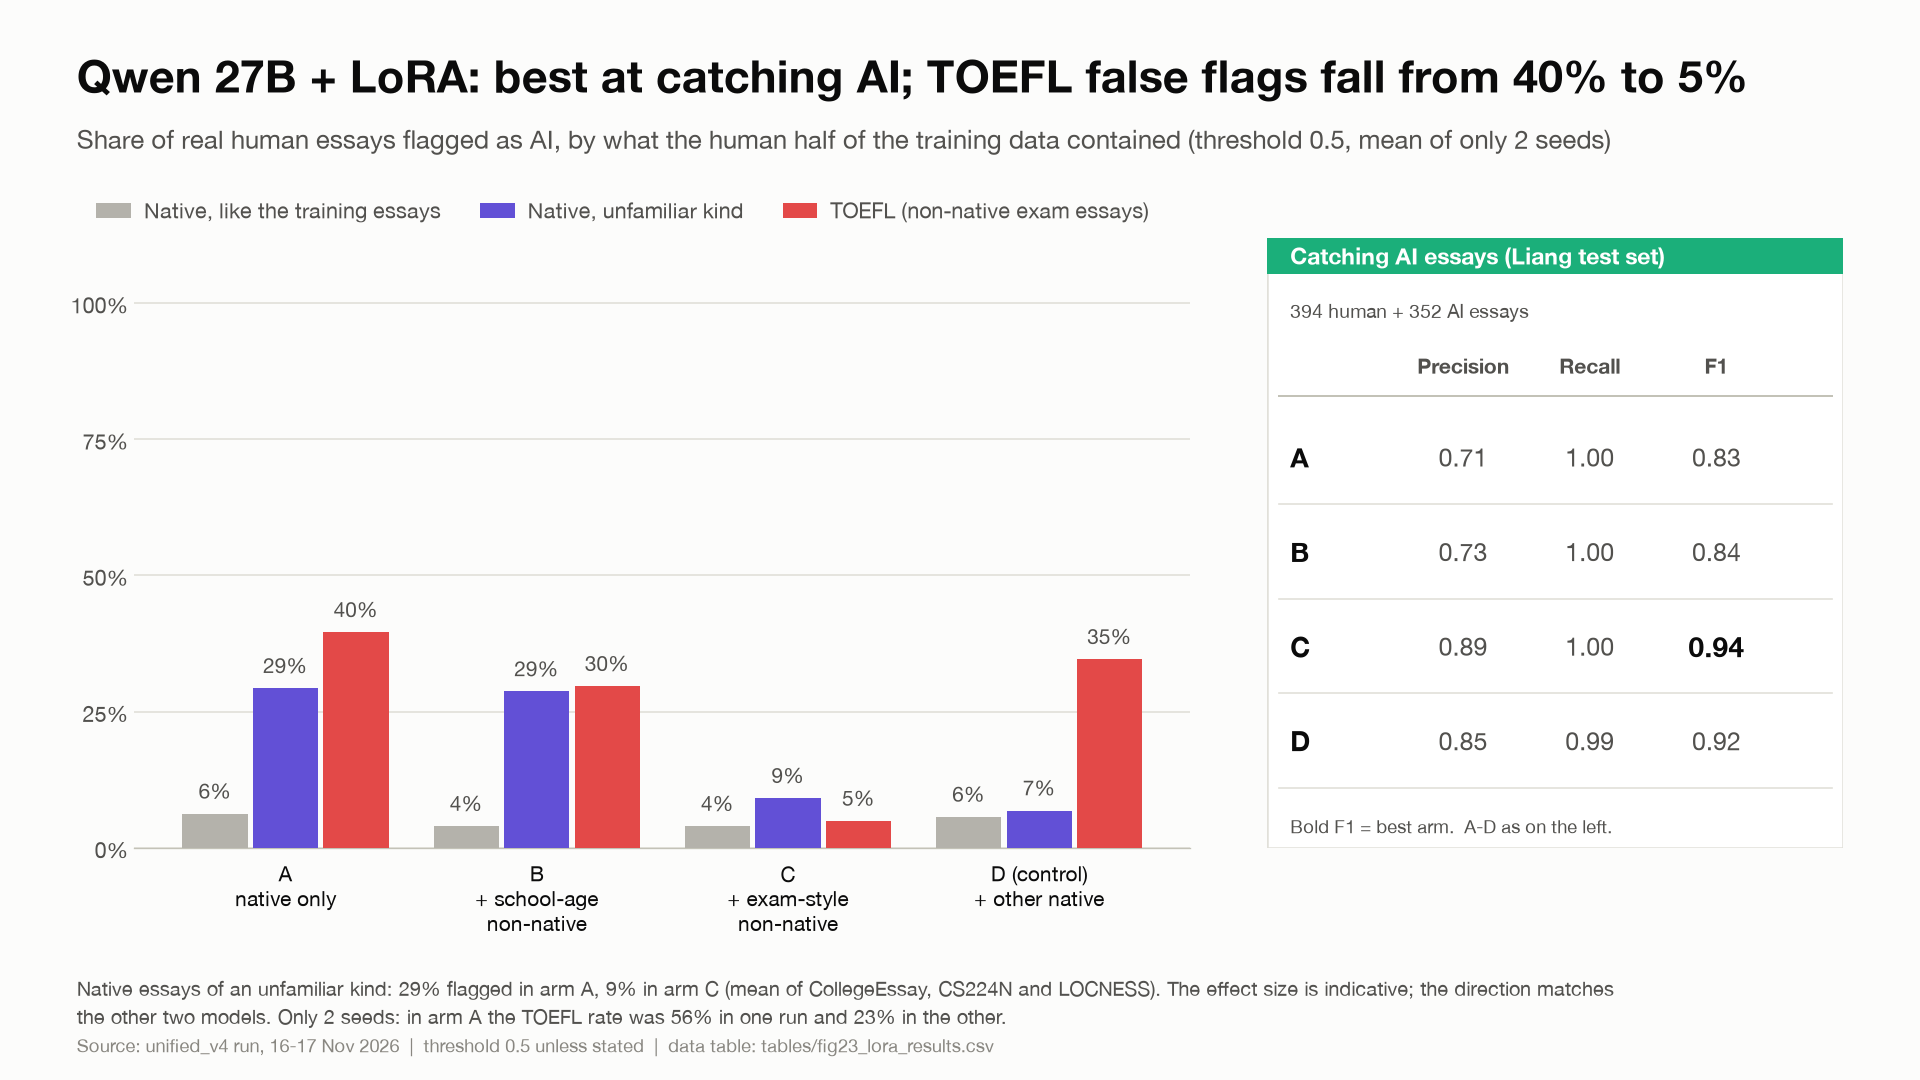 Qwen 27B + LoRA: best at catching AI; TOEFL false flags fall from 40% to 5%
Share of real human essays flagged as AI, by what the human half of the training data contained (threshold 0.5, mean of only 2 seeds)
Native, like the training essays
Native, unfamiliar kind
TOEFL (non-native exam essays)
100%
75%
50%
25%
0%
6%
29%
40%
4%
29%
30%
4%
9%
5%
6%
7%
35%
A
native only
B
+ school-age
non-native
C
+ exam-style
non-native
D (control)
+ other native
Catching AI essays (Liang test set)
394 human + 352 AI essays
Precision Recall F1
A 0.71 1.00 0.83
B 0.73 1.00 0.84
C 0.89 1.00 0.94
D 0.85 0.99 0.92
Bold F1 = best arm. A-D as on the left.
Native essays of an unfamiliar kind: 29% flagged in arm A, 9% in arm C (mean of CollegeEssay, CS224N and LOCNESS). The effect size is indicative; the direction matches
the other two models. Only 2 seeds: in arm A the TOEFL rate was 56% in one run and 23% in the other.
Source: unified_v4 run, 16-17 Nov 2026 | threshold 0.5 unless stated | data table: tables/fig23_lora_results.csv